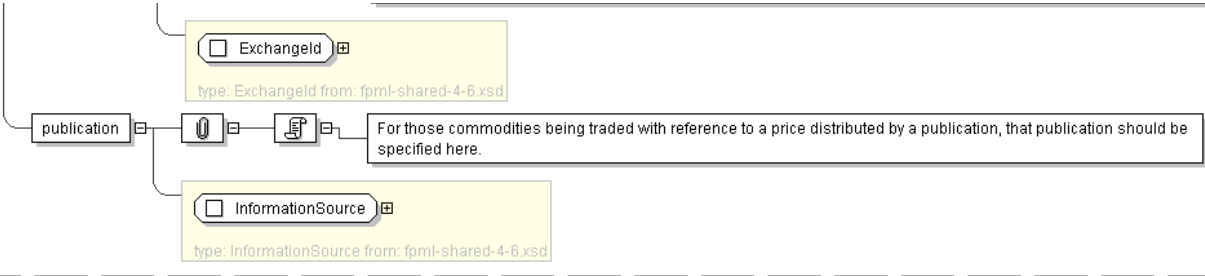 ExchangeId
type: ExchangeId from: fpml-shared-4-6.xsd
publication
For those commodities being traded with reference to a price distributed by a publication, that publication should be
specified here.
InformationSource
type: InformationSource from: fpml-shared-4-6.xsd